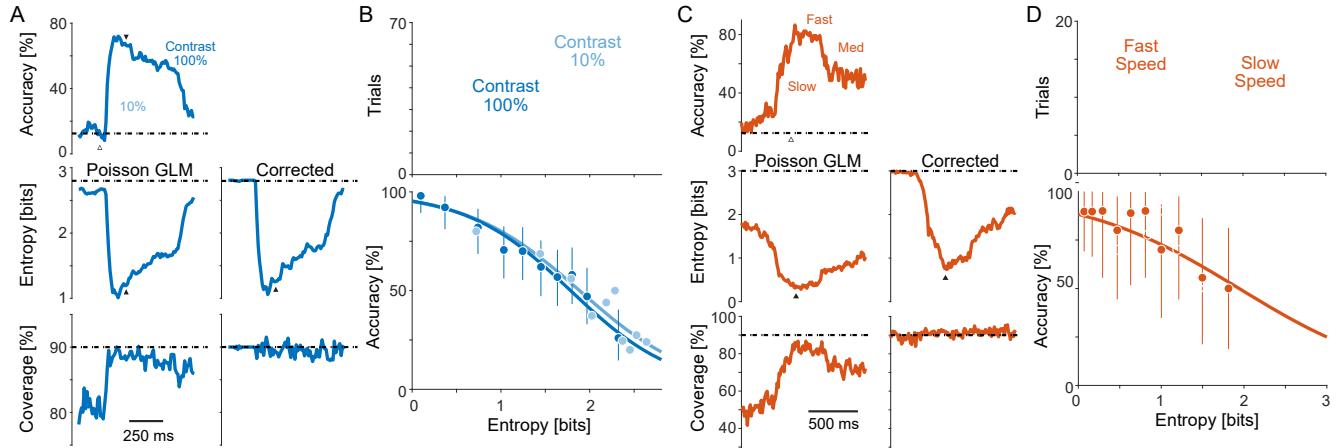 A
Accuracy [%]
80
40
0
Contrast
100%
10%
Poisson GLM
Corrected
Entropy [bits]
3
2
1
Coverage [%]
90
80
250 ms
B
Trials
70
0
Contrast
10%
Contrast
100%
Accuracy [%]
100
50
0
0
1
2
Entropy [bits]
C
Accuracy [%]
80
40
0
Fast
Med
Slow
Poisson GLM
Corrected
Entropy [bits]
3
2
1
0
Coverage [%]
100
80
60
40
500 ms
D
Trials
20
10
0
Fast
Speed
Slow
Speed
Accuracy [%]
100
50
0
0
1
2
3
Entropy [bits]